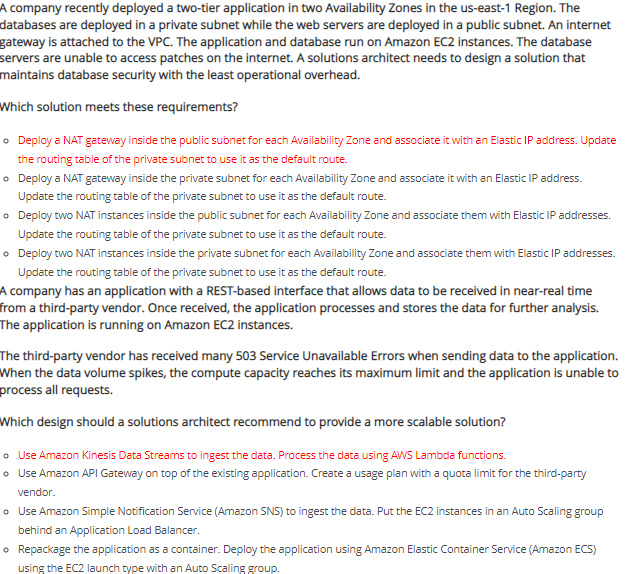 A company recently deployed a two-tier application in two Availability Zones in the us-east-1 Region. The
databases are deployed in a private subnet while the web servers are deployed in a public subnet. An internet
gateway is attached to the VPC. The application and database run on Amazon EC2 instances. The database
servers are unable to access patches on the internet. A solutions architect needs to design a solution that
maintains database security with the least operational overhead.
Which solution meets these requirements?
Deploy a NAT gateway inside the public subnet for each Availability Zone and associate it with an Elastic IP address. Update
the routing table of the private subnet to use it as the default route.
Deploy a NAT gateway inside the private subnet for each Availability Zone and associate it with an Elastic IP address.
Update the routing table of the private subnet to use it as the default route.
Deploy two NAT instances inside the public subnet for each Availability Zone and associate them with Elastic IP addresses.
Update the routing table of the private subnet to use it as the default route.
Deploy two NAT instances inside the private subnet for each Availability Zone and associate them with Elastic IP addresses.
Update the routing table of the private subnet to use it as the default route.
A company has an application with a REST-based interface that allows data to be received in near-real time
from a third-party vendor. Once received, the application processes and stores the data for further analysis.
The application is running on Amazon EC2 instances.
The third-party vendor has received many 503 Service Unavailable Errors when sending data to the application.
When the data volume spikes, the compute capacity reaches its maximum limit and the application is unable to
process all requests.
Which design should a solutions architect recommend to provide a more scalable solution?
Use Amazon Kinesis Data Streams to ingest the data. Process the data using AWS Lambda functions.
Use Amazon API Gateway on top of the existing application. Create a usage plan with a quota limit for the third-party
vendor.
Use Amazon Simple Notification Service (Amazon SNS) to ingest the data. Put the EC2 instances in an Auto Scaling group
behind an Application Load Balancer.
Repackage the application as a container. Deploy the application using Amazon Elastic Container Service (Amazon ECS)
using the EC2 launch type with an Auto Scaling group.